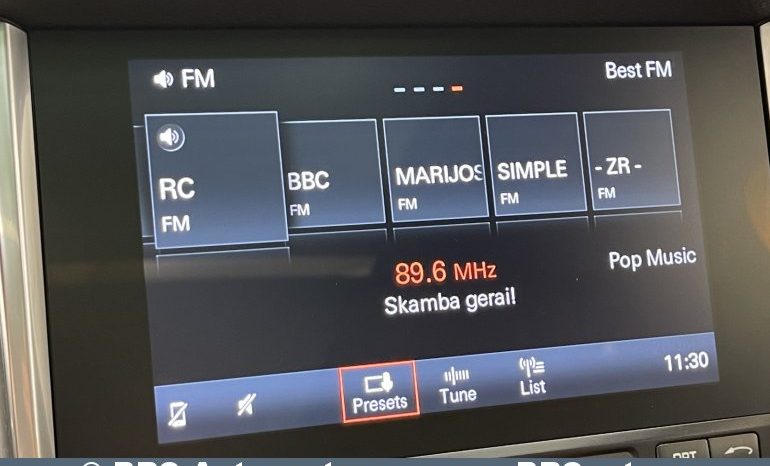 FM
Best FM
RC
FM
BBC
FM
MARIJOS
FM
SIMPLE
FM
- ZR -
FM
89.6 MHz
Pop Music
Skamba gerai!
Presets
Tune
List
11:30